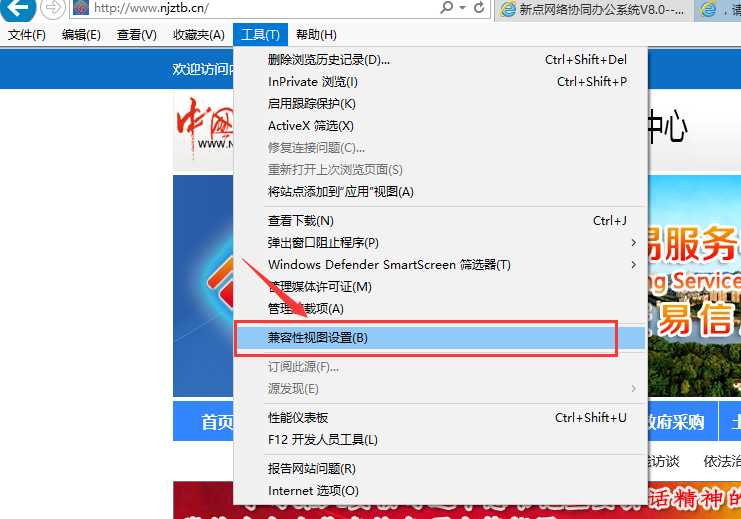 http://www.njztb.cn/
新点网络协同办公系统V8.0--...
，请
文件(F) 编辑(E) 查看(V) 收藏夹(A) 工具(T) 帮助(H)
欢迎访问
删除浏览历史记录(D)... Ctrl+Shift+Del
InPrivate 浏览(I) Ctrl+Shift+P
启用跟踪保护(K)
ActiveX 筛选(X)
修复连接问题(C)...
重新打开上次浏览页面(S)
将站点添加到“应用”视图(A)
中国
www.N
中心
查看下载(N) Ctrl+J
弹出窗口阻止程序(P)
Windows Defender SmartScreen 筛选器(T)
管理媒体许可证(M)
管理加载项(A)
易服务
ng Service
易信
兼容性视图设置(B)
订阅此源(F)...
源发现(E)
性能仪表板 Ctrl+Shift+U
F12 开发人员工具(L)
首页
政府采购
土
访谈
依法治
报告网站问题(R)
Internet 选项(O)
话精神的